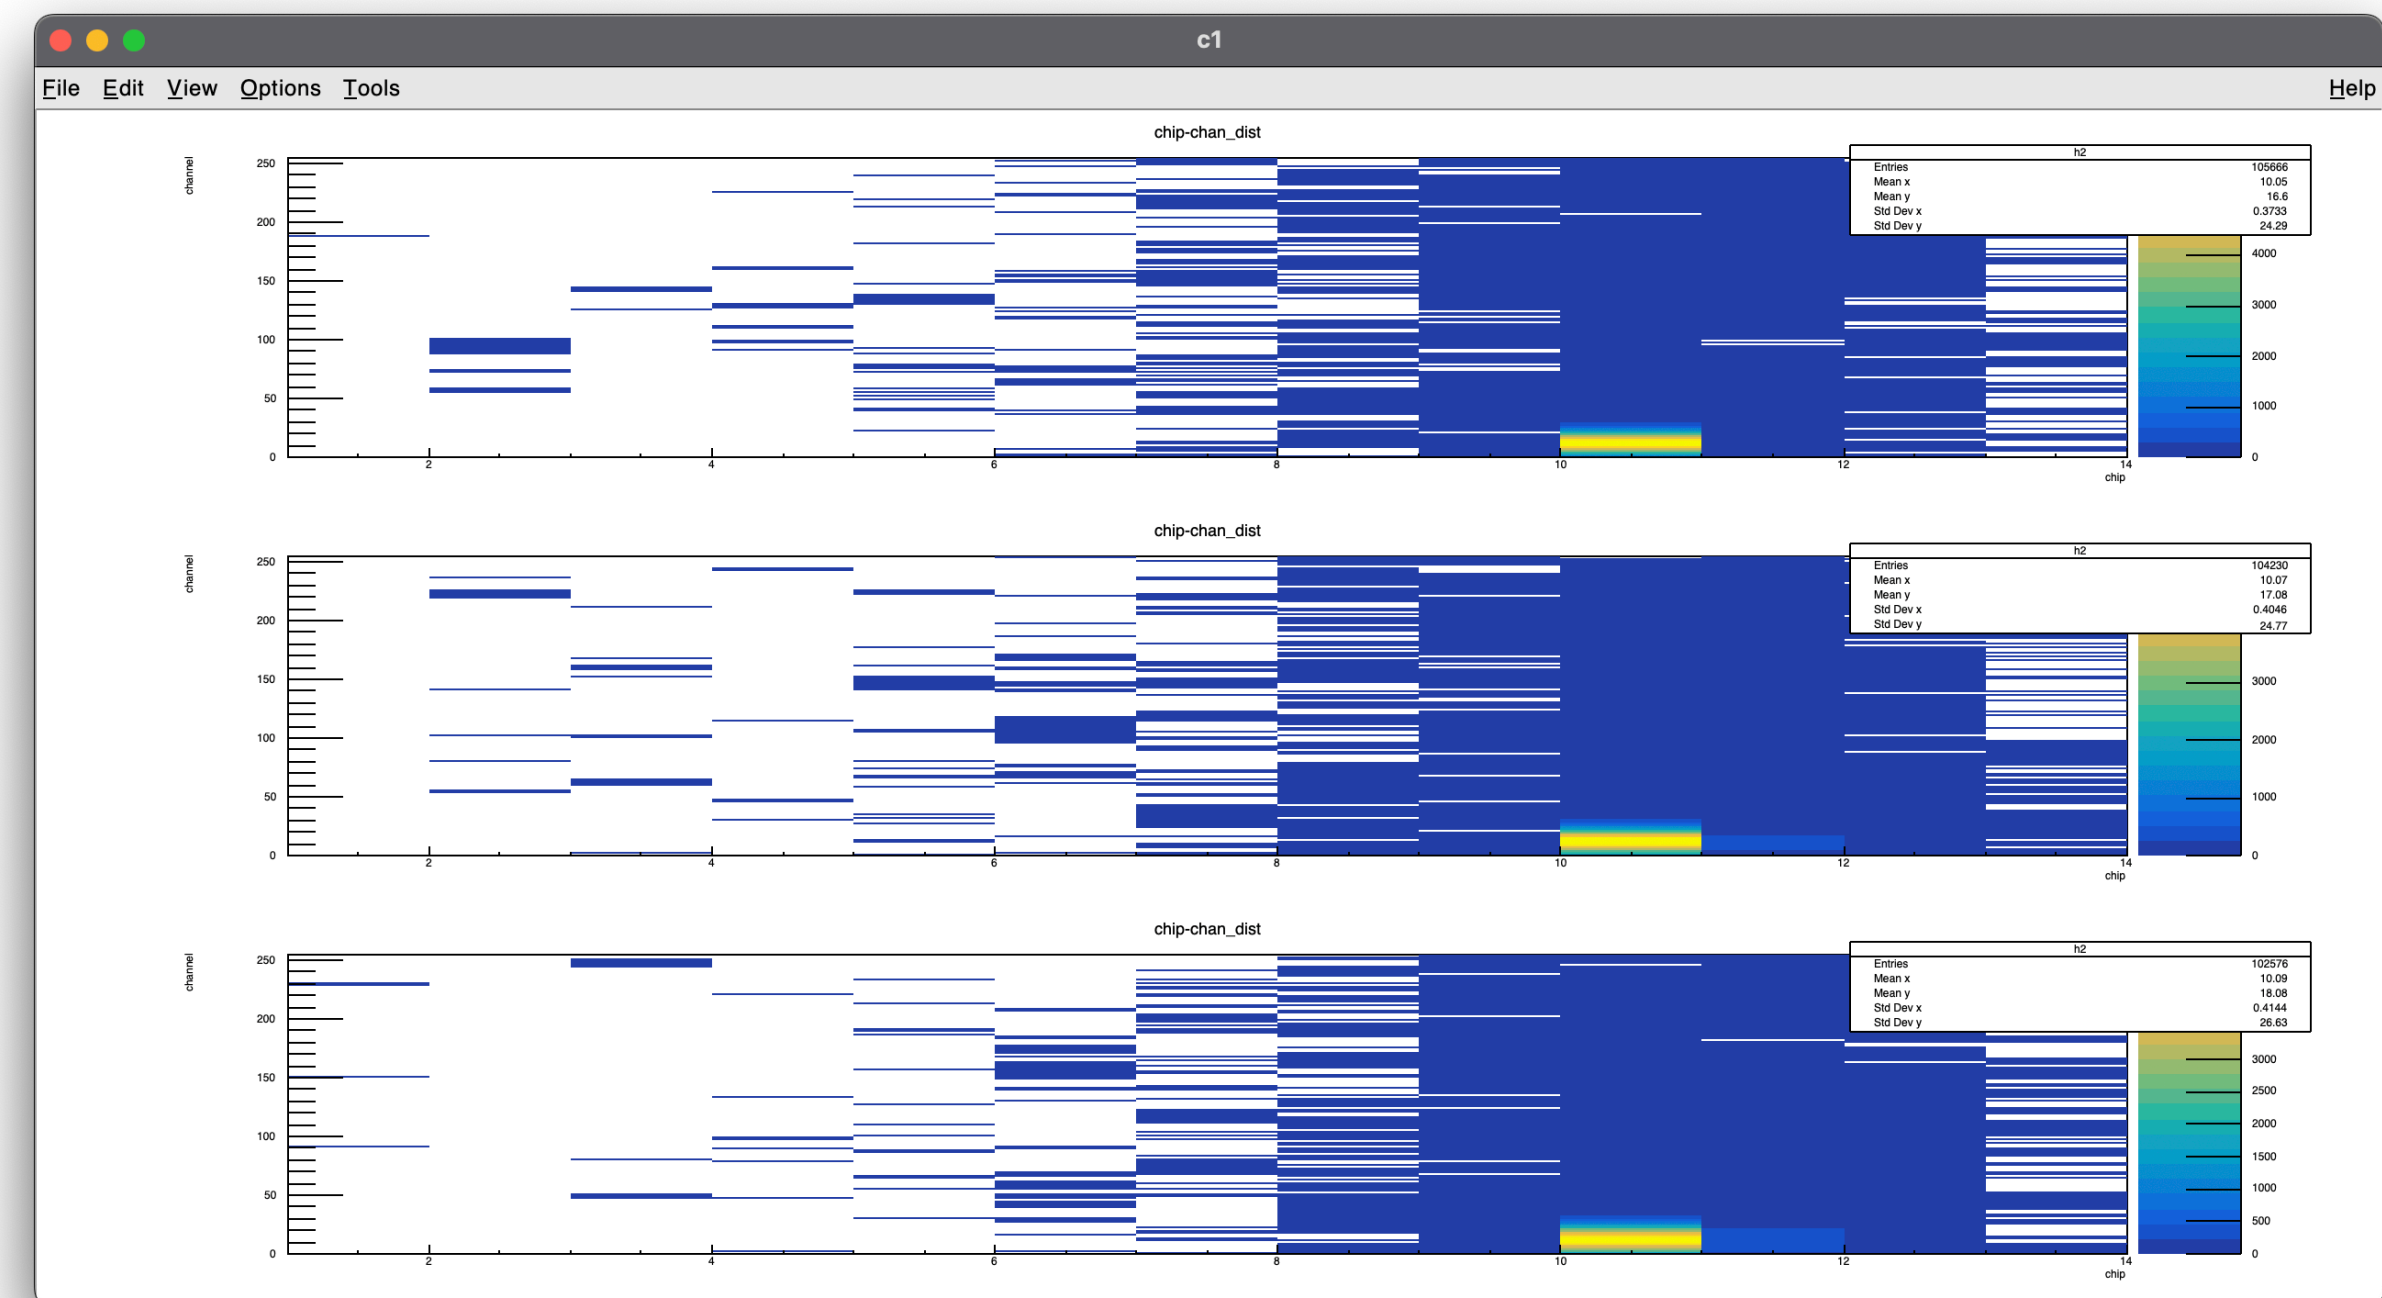 c1
File Edit View Options Tools Help
chip-chan_dist
channel
250
200
150
100
50
0
2 4 6 8 10 12 14
chip
h2
Entries 105666
Mean x 10.05
Mean y 16.6
Std Dev x 0.3733
Std Dev y 24.29
4000
3000
2000
1000
0
chip-chan_dist
channel
250
200
150
100
50
0
2 4 6 8 10 12 14
chip
h2
Entries 104230
Mean x 10.07
Mean y 17.08
Std Dev x 0.4046
Std Dev y 24.77
3000
2000
1000
0
chip-chan_dist
channel
250
200
150
100
50
0
2 4 6 8 10 12 14
chip
h2
Entries 102576
Mean x 10.09
Mean y 18.08
Std Dev x 0.4144
Std Dev y 26.63
3000
2500
2000
1500
1000
500
0